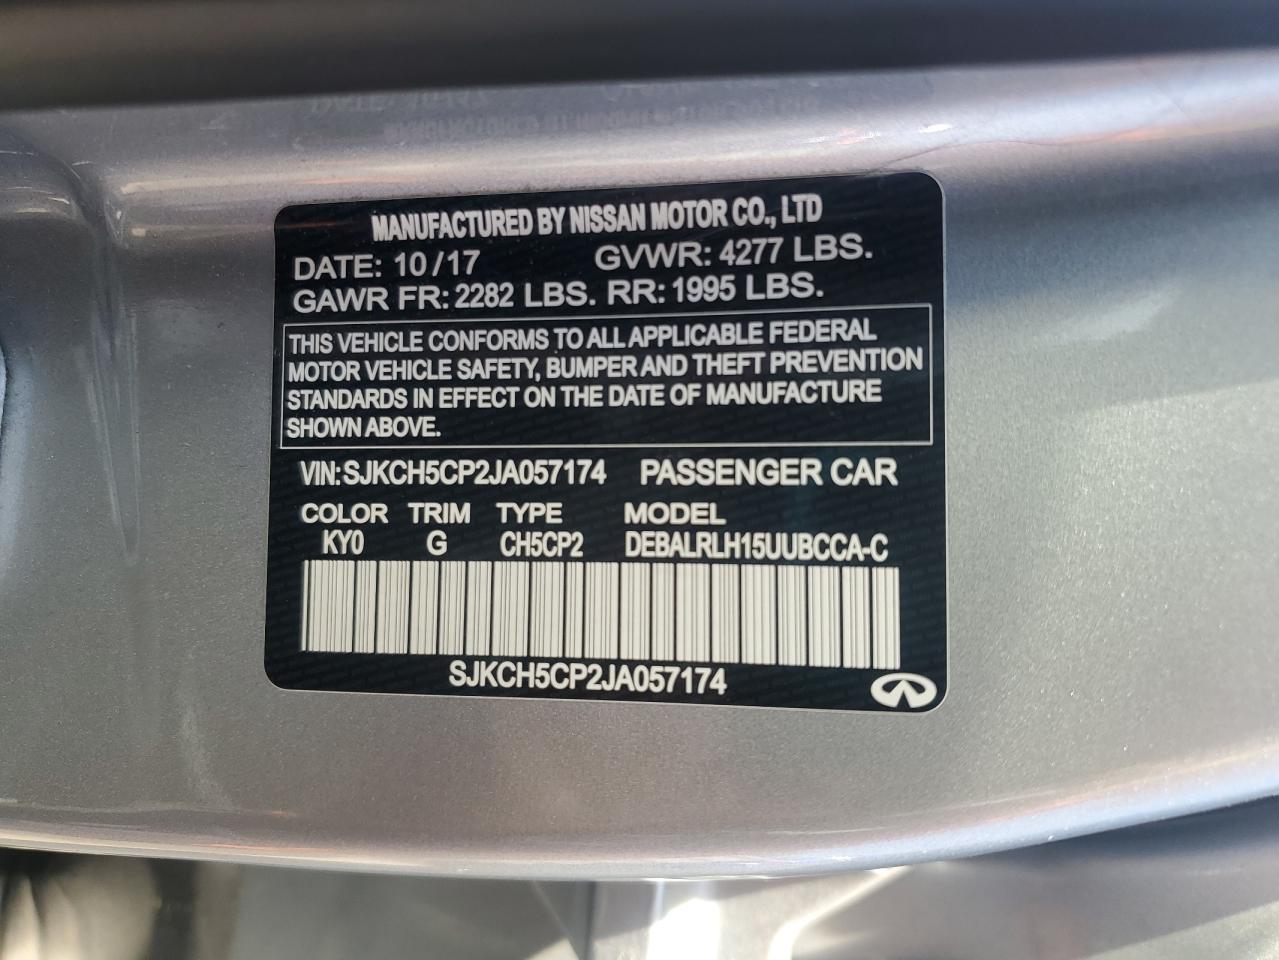 MANUFACTURED BY NISSAN MOTOR CO., LTD
DATE: 10/17 GVWR: 4277 LBS.
GAWR FR: 2282 LBS. RR: 1995 LBS.
THIS VEHICLE CONFORMS TO ALL APPLICABLE FEDERAL
MOTOR VEHICLE SAFETY, BUMPER AND THEFT PREVENTION
STANDARDS IN EFFECT ON THE DATE OF MANUFACTURE
SHOWN ABOVE.
VIN: SJKCH5CP2JA057174 PASSENGER CAR
COLOR TRIM TYPE MODEL
KY0 G CH5CP2 DEBALRLH15UUBCCA-C
SJKCH5CP2JA057174